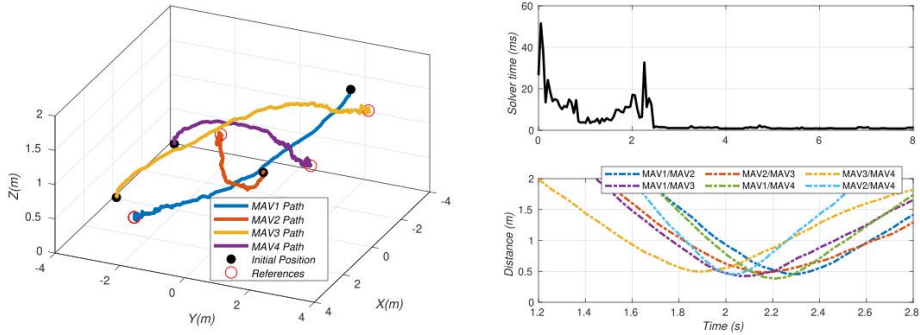 2
1.5
1
0.5
0
Z(m)
-4
-2
0
2
4
Y(m)
4
2
0
-2
-4
X(m)
MAV1 Path
MAV2 Path
MAV3 Path
MAV4 Path
Initial Position
References
60
40
20
0
Solver time (ms)
0 2 4 6 8
MAV1/MAV2 MAV2/MAV3 MAV3/MAV4
MAV1/MAV3 MAV1/MAV4 MAV2/MAV4
2
1.5
1
0.5
0
Distance (m)
1.2 1.4 1.6 1.8 2 2.2 2.4 2.6 2.8
Time (s)